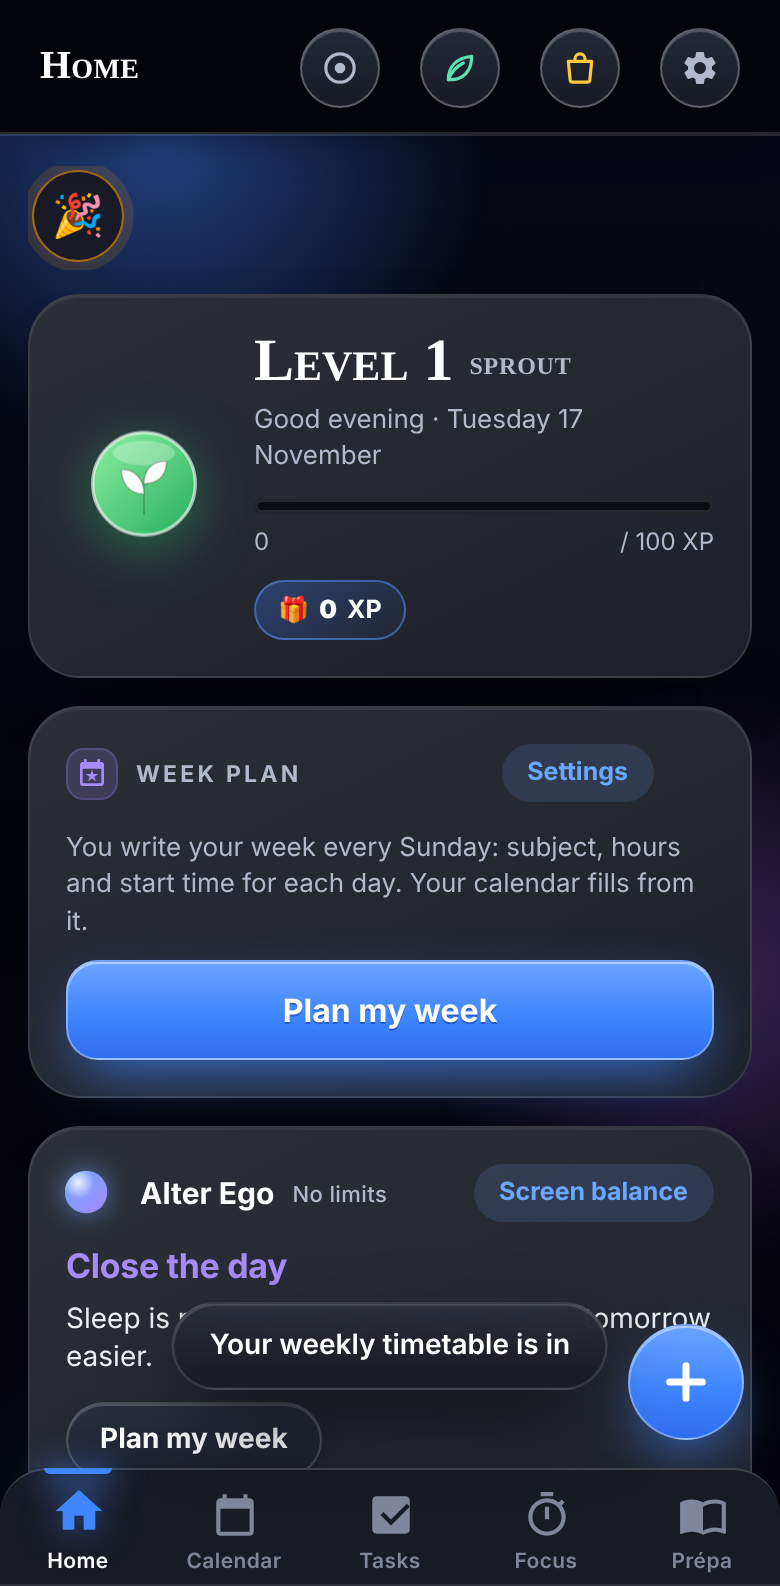 Home
Level 1 sprout
Good evening · Tuesday 17
November
0 / 100 XP
🎁 0 XP
WEEK PLAN Settings
You write your week every Sunday: subject, hours
and start time for each day. Your calendar fills from
it.
Plan my week
Alter Ego No limits Screen balance
Close the day
Sleep is
easier.
Your weekly timetable is in
Plan my week
Home Calendar Tasks Focus Prépa